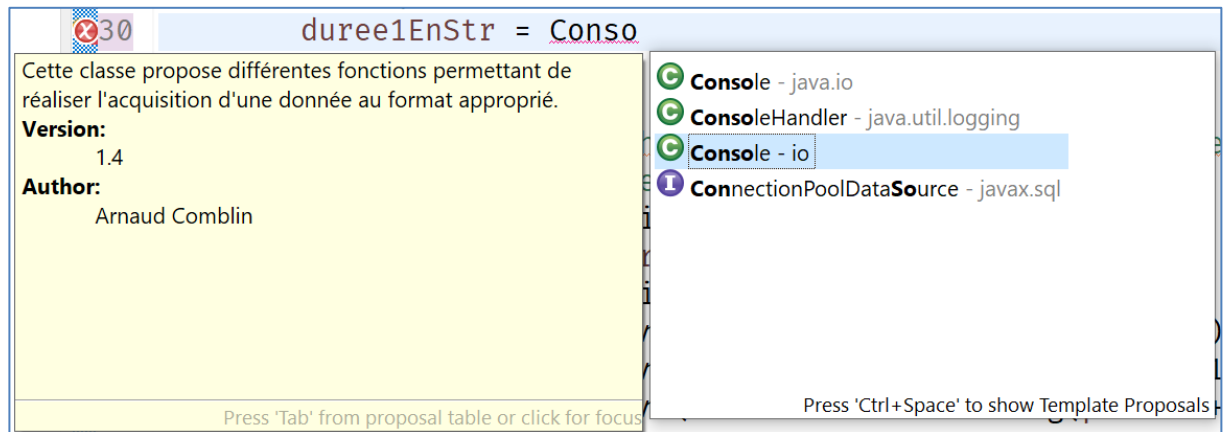 30 duree1EnStr = Conso
Cette classe propose différentes fonctions permettant de
réaliser l'acquisition d'une donnée au format approprié.
Version:
1.4
Author:
Arnaud Comblin
Press 'Tab' from proposal table or click for focus
Console - java.io
ConsoleHandler - java.util.logging
Console - io
ConnectionPoolDataSource - javax.sql
Press 'Ctrl+Space' to show Template Proposals